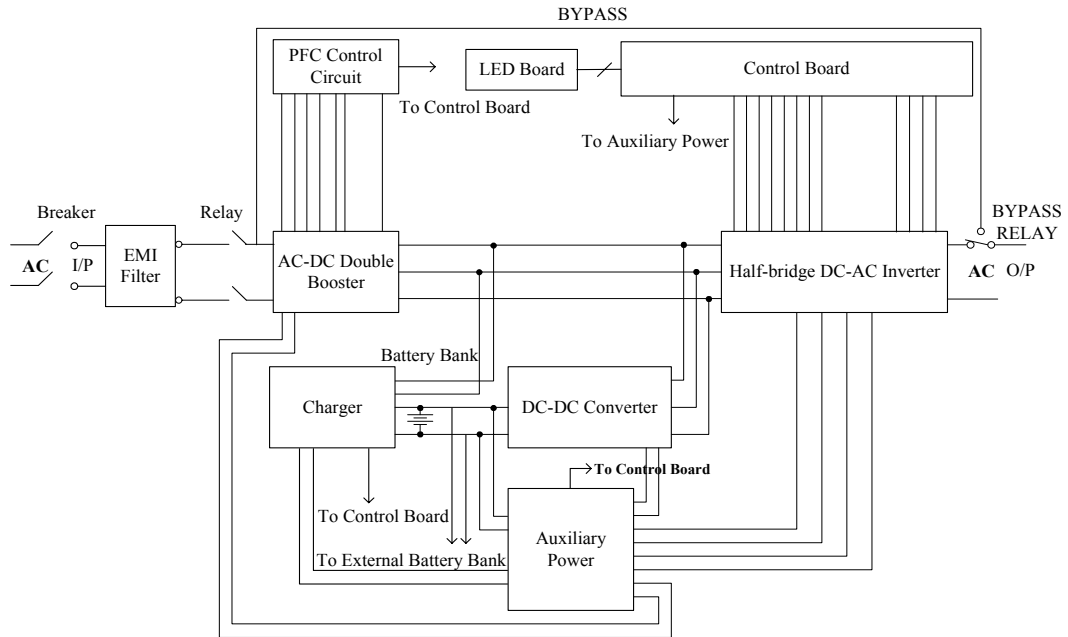 BYPASS
PFC Control
Circuit
LED Board
Control Board
To Control Board
To Auxiliary Power
Breaker
Relay
BYPASS
RELAY
AC
I/P
EMI
Filter
AC-DC Double
Booster
Half-bridge DC-AC Inverter
AC
O/P
Battery Bank
Charger
DC-DC Converter
To Control Board
To Control Board
To External Battery Bank
Auxiliary
Power